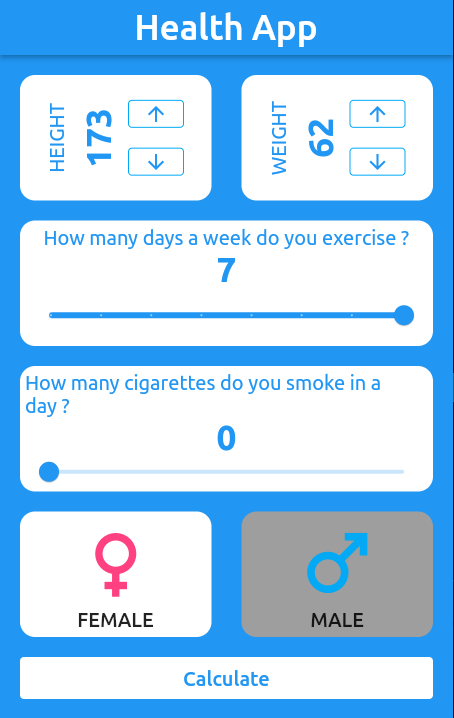 Health App
HEIGHT
173
WEIGHT
62
How many days a week do you exercise ?
7
How many cigarettes do you smoke in a
day ?
0
FEMALE
MALE
Calculate